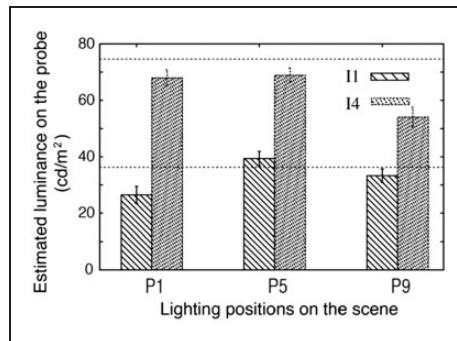 Estimated luminance on the probe
(cd/m²)
80
60
40
20
0
I1
I4
P1 P5 P9
Lighting positions on the scene